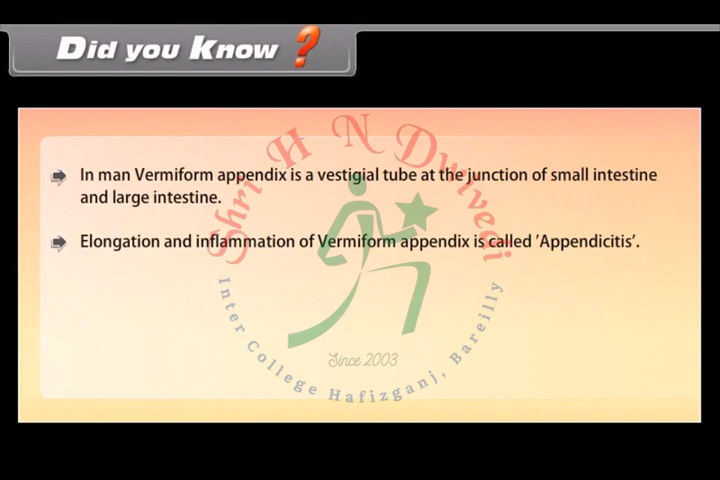 Did you Know ?
In man Vermiform appendix is a vestigial tube at the junction of small intestine
and large intestine.
Elongation and inflammation of Vermiform appendix is called 'Appendicitis'.
Shri H N Dwivedi
Since 2003
Inter College Hafizganj, Bareilly